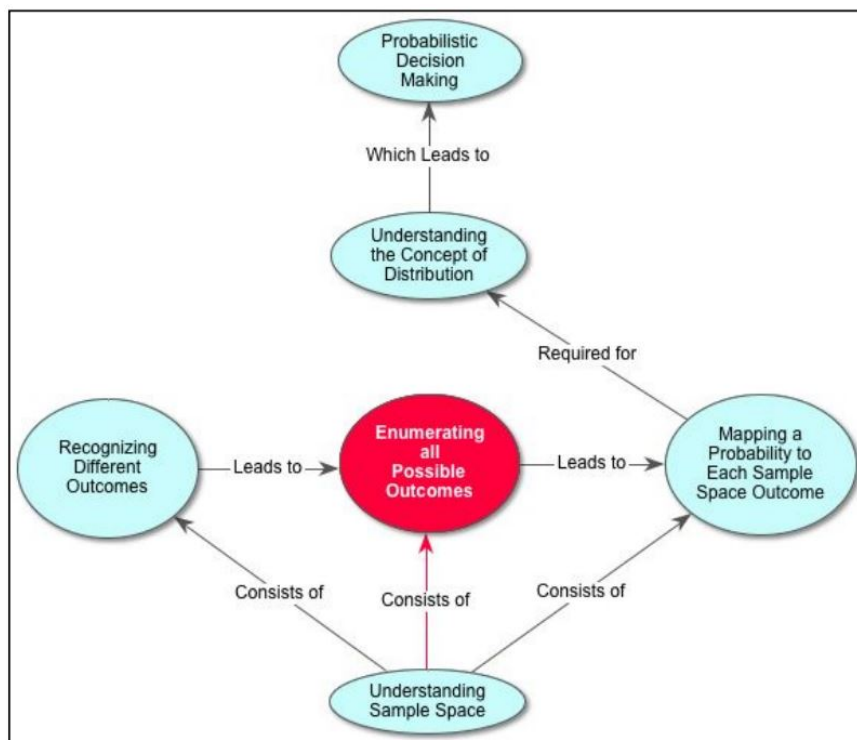 Probabilistic
Decision
Making
Which Leads to
Understanding
the Concept of
Distribution
Required for
Recognizing
Different
Outcomes
Leads to
Enumerating
all
Possible
Outcomes
Leads to
Mapping a
Probability to
Each Sample
Space Outcome
Consists of
Consists of
Consists of
Understanding
Sample Space